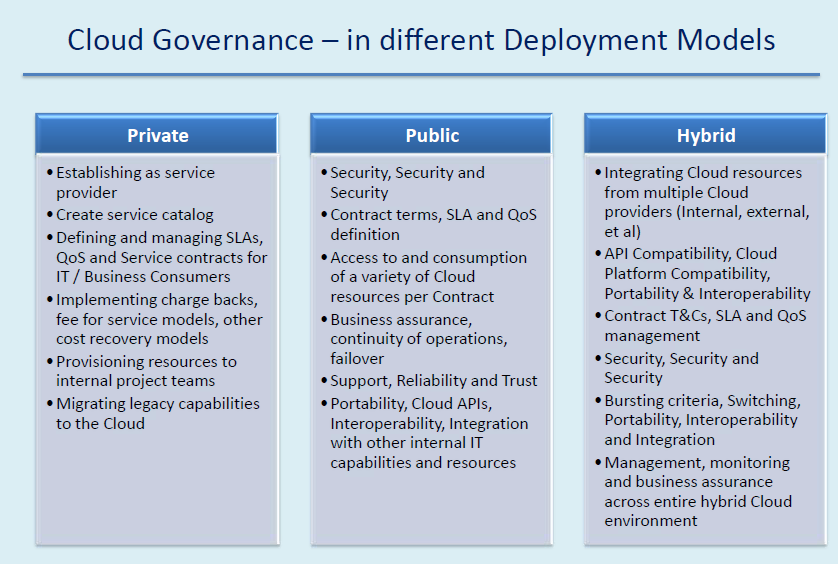 Cloud Governance – in different Deployment Models
Private
• Establishing as service
provider
• Create service catalog
• Defining and managing SLAs,
QoS and Service contracts for
IT / Business Consumers
• Implementing charge backs,
fee for service models, other
cost recovery models
• Provisioning resources to
internal project teams
• Migrating legacy capabilities
to the Cloud
Public
• Security, Security and
Security
• Contract terms, SLA and QoS
definition
• Access to and consumption
of a variety of Cloud
resources per Contract
• Business assurance,
continuity of operations,
failover
• Support, Reliability and Trust
• Portability, Cloud APIs,
Interoperability, Integration
with other internal IT
capabilities and resources
Hybrid
• Integrating Cloud resources
from multiple Cloud
providers (Internal, external,
et al)
• API Compatibility, Cloud
Platform Compatibility,
Portability & Interoperability
• Contract T&Cs, SLA and QoS
management
• Security, Security and
Security
• Bursting criteria, Switching,
Portability, Interoperability
and Integration
• Management, monitoring
and business assurance
across entire hybrid Cloud
environment